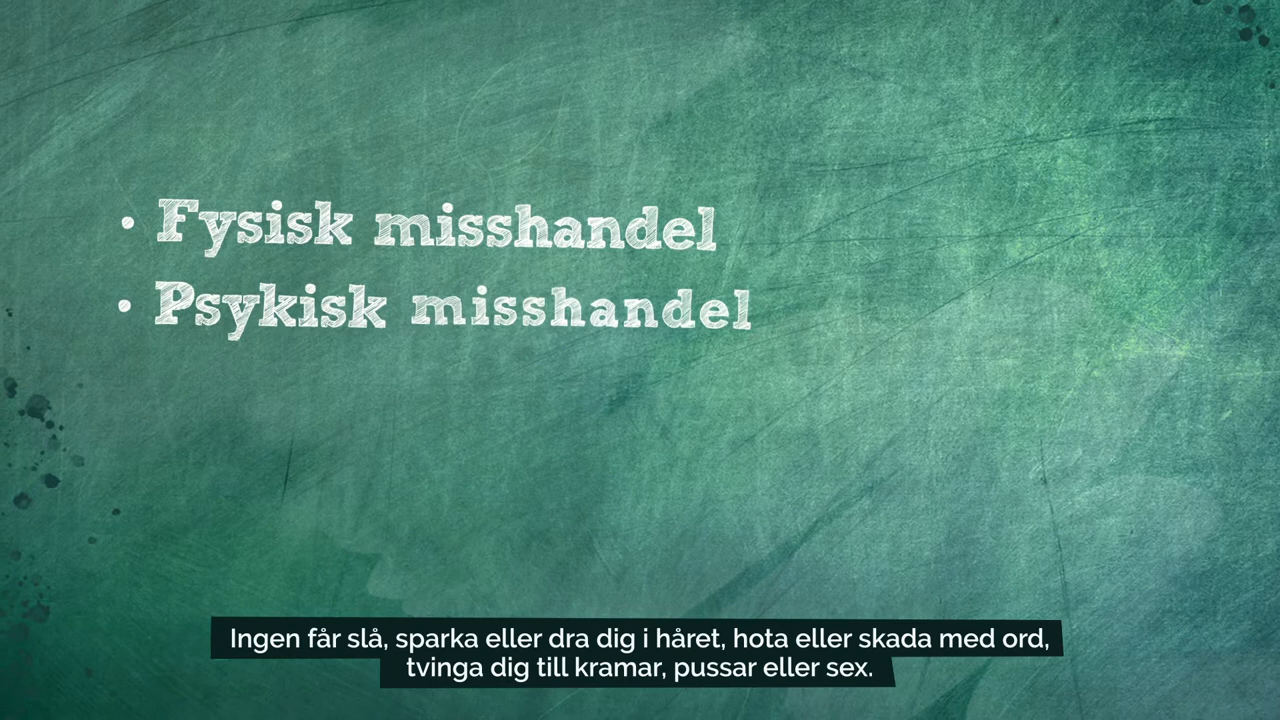 • Fysisk misshandel
• Psykisk misshandel
Ingen får slå, sparka eller dra dig i håret, hota eller skada med ord,
tvinga dig till kramar, pussar eller sex.